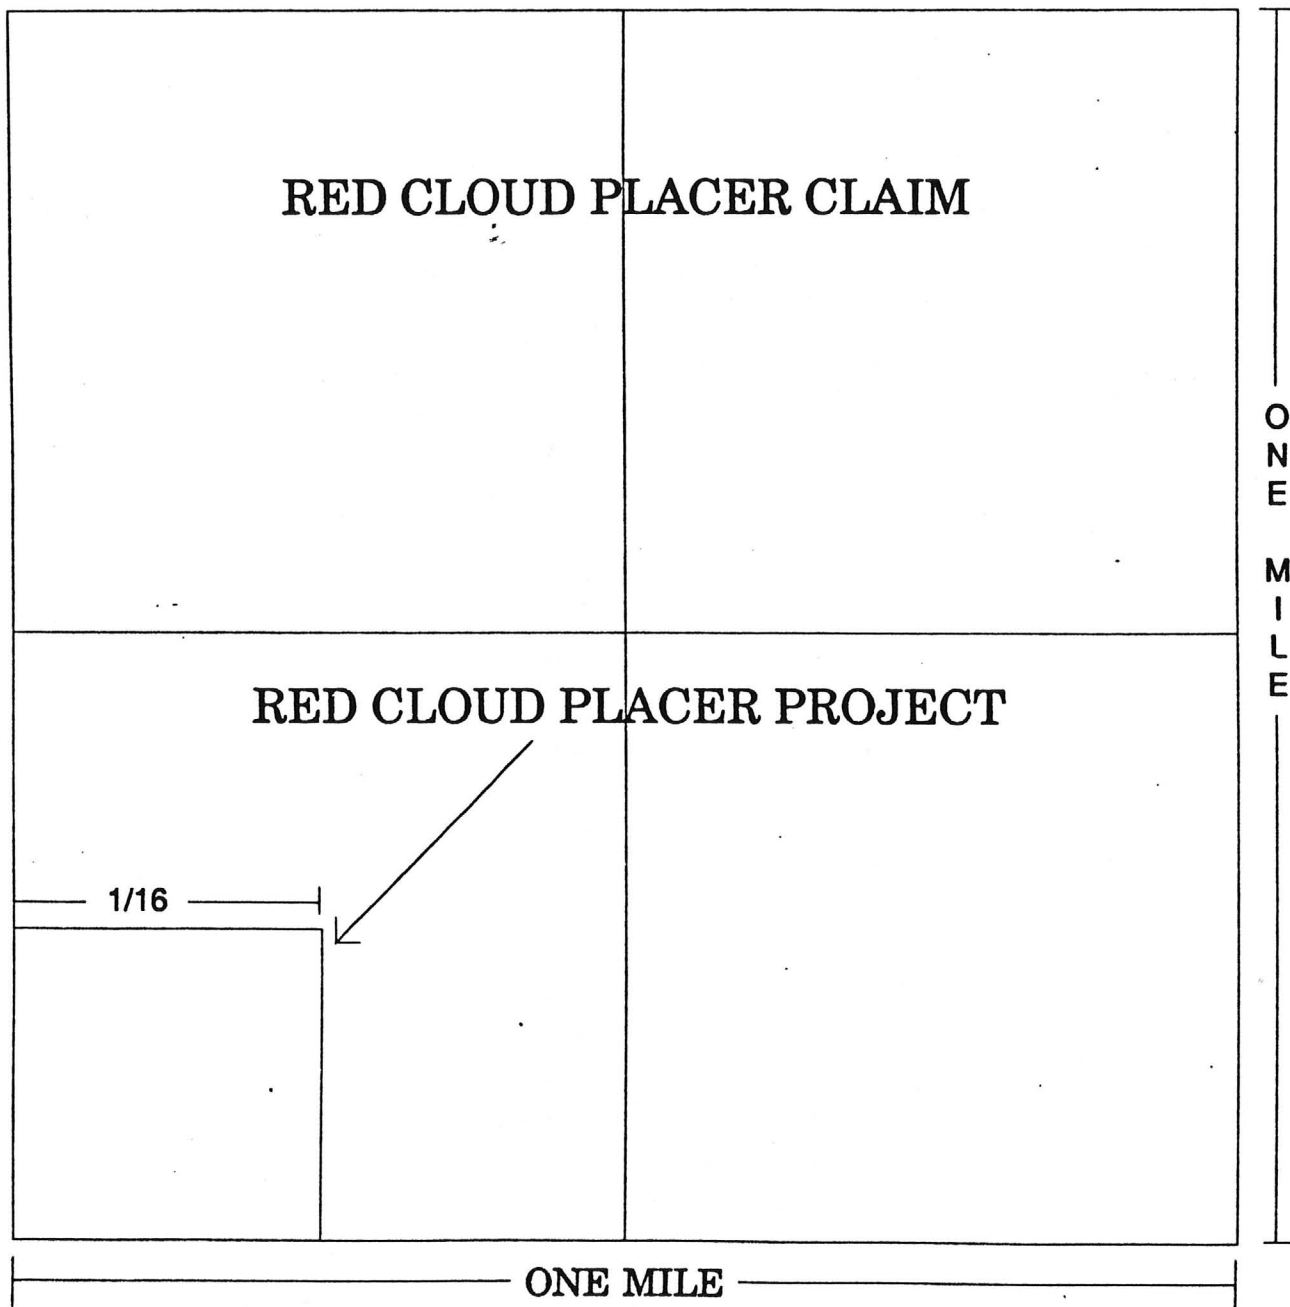 RED CLOUD PLACER CLAIM
ONE MILE
RED CLOUD PLACER PROJECT
1/16
ONE MILE